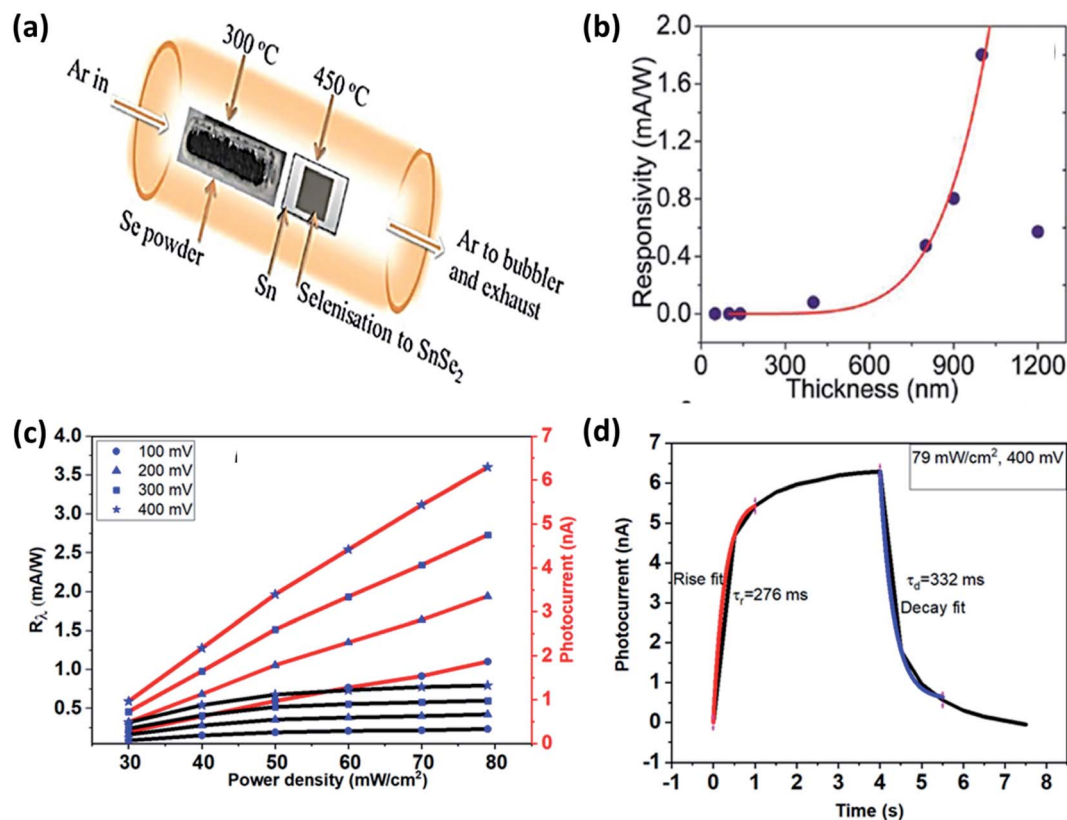 (a)
300 °C
450 °C
Ar in
Se powder
Sn
Selenisation to SnSe₂
Ar to bubbler
and exhaust
(b)
Responsivity (mA/W)
2.0
1.6
1.2
0.8
0.4
0.0
0 300 600 900 1200
Thickness (nm)
(c)
4.0
3.5
3.0
2.5
2.0
1.5
1.0
0.5
R_λ (mA/W)
100 mV
200 mV
300 mV
400 mV
7
6
5
4
3
2
1
0
Photocurrent (nA)
30 40 50 60 70 80
Power density (mW/cm²)
(d)
7
6
5
4
3
2
1
0
-1
Photocurrent (nA)
79 mW/cm², 400 mV
Rise fit
τ_r=276 ms
τ_d=332 ms
Decay fit
-1 0 1 2 3 4 5 6 7 8
Time (s)